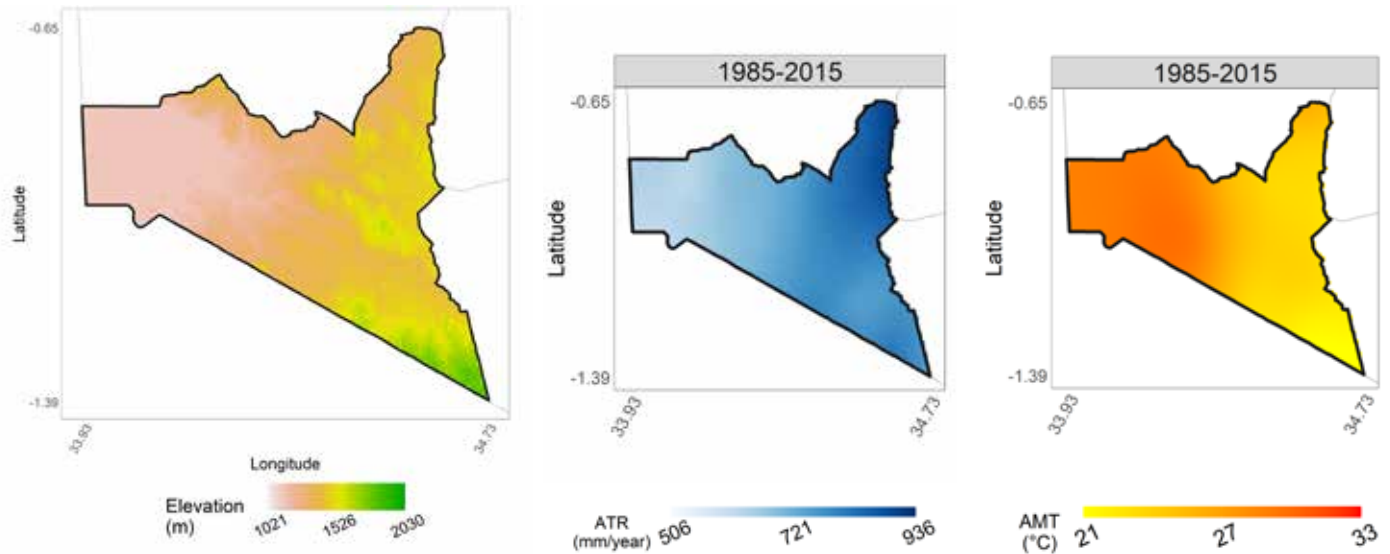 -0.65
Latitude
-1.39
33.93
34.73
Longitude
Elevation
(m)
1021
1526
2030
1985-2015
-0.65
Latitude
-1.39
33.93
34.73
ATR
(mm/year)
506
721
936
1985-2015
-0.65
Latitude
-1.39
33.93
34.73
AMT
(°C)
21
27
33